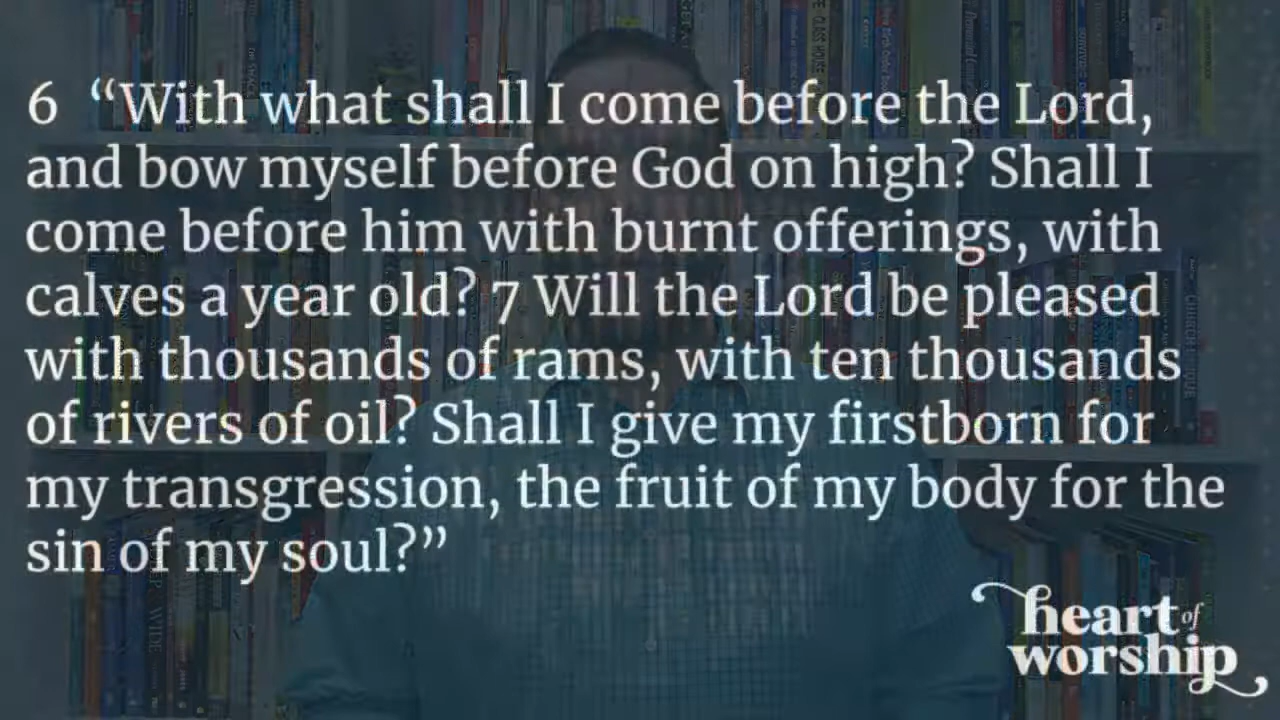 6 “With what shall I come before the Lord,
and bow myself before God on high? Shall I
come before him with burnt offerings, with
calves a year old? 7 Will the Lord be pleased
with thousands of rams, with ten thousands
of rivers of oil? Shall I give my firstborn for
my transgression, the fruit of my body for the
sin of my soul?”
heart of
worship